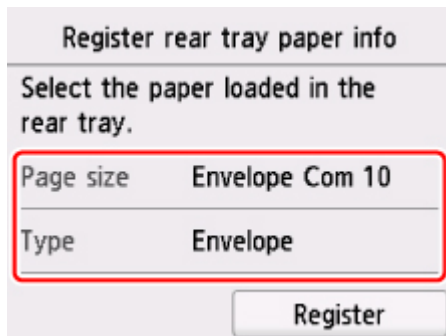 Register rear tray paper info
Select the paper loaded in the
rear tray.
Page size Envelope Com 10
Type Envelope
Register